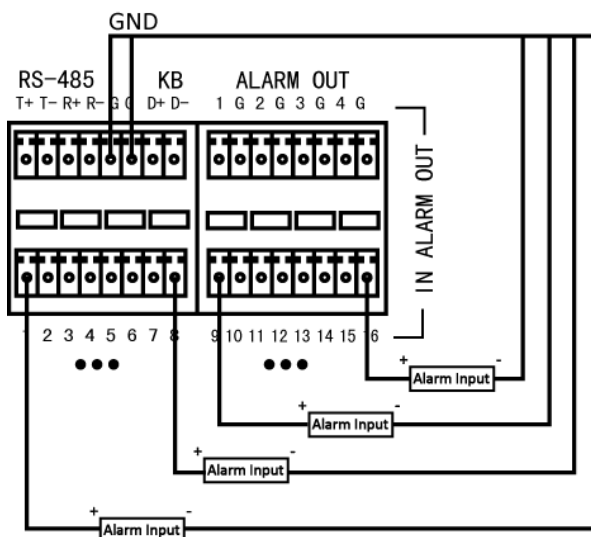 GND
RS-485 KB ALARM OUT
T+ T- R+ R- G G D+ D- 1 G 2 G 3 G 4 G
IN ALARM OUT
1 2 3 4 5 6 7 8 9 10 11 12 13 14 15 16
+ Alarm Input -
+ Alarm Input -
+ Alarm Input -
+ Alarm Input -